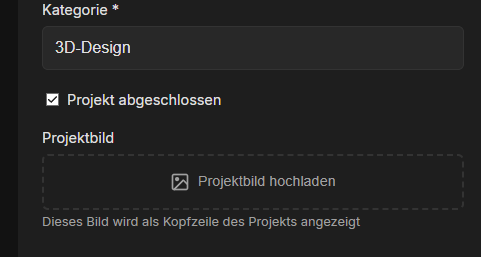 Kategorie *
3D-Design
Projekt abgeschlossen
Projektbild
Projektbild hochladen
Dieses Bild wird als Kopfzeile des Projekts angezeigt